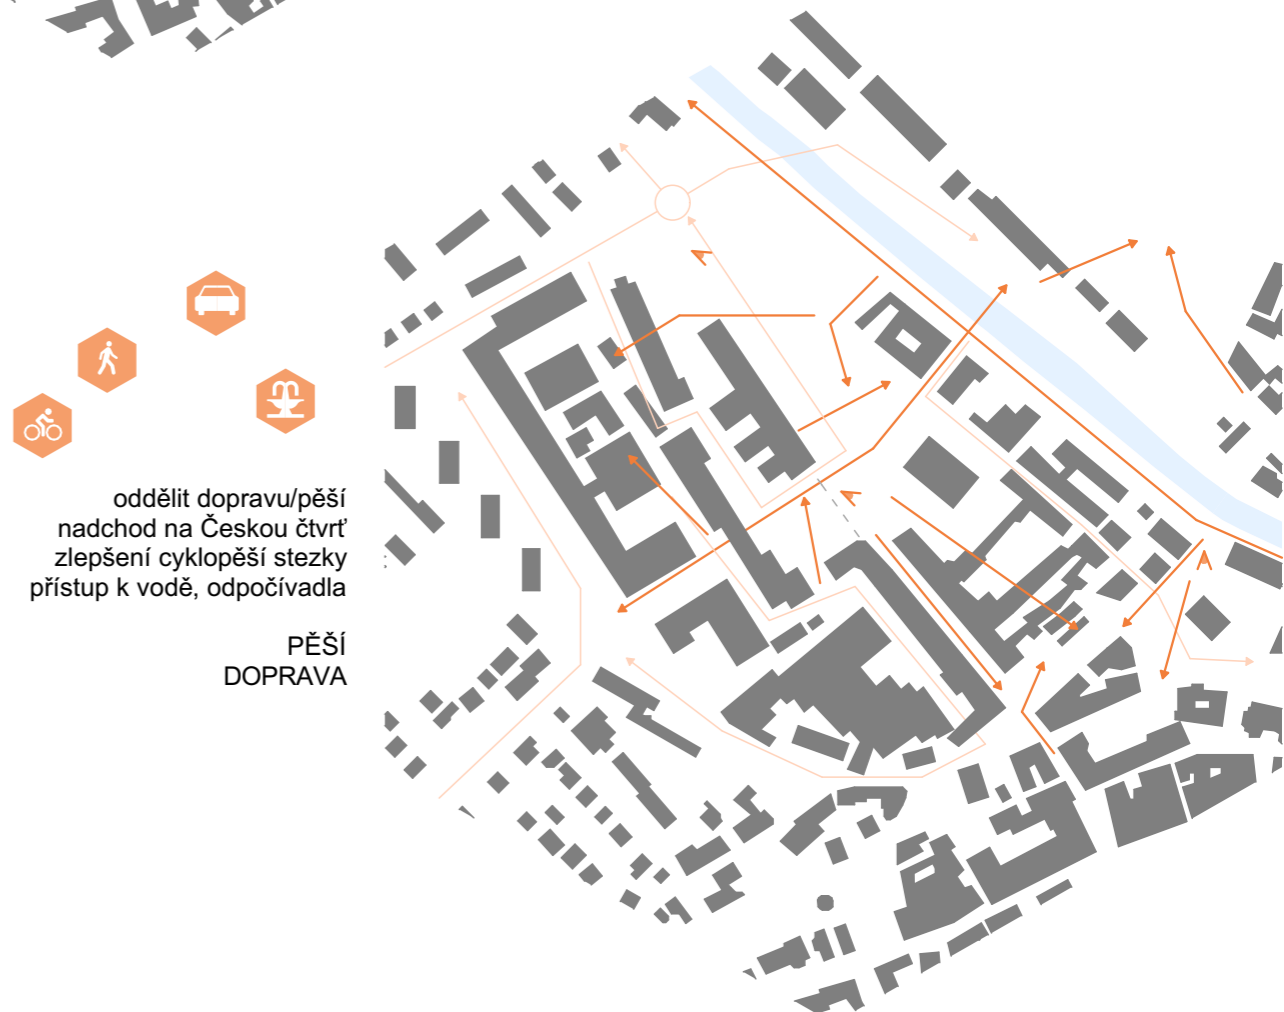 oddělit dopravu/pěší
nadchod na Českou čtvrť
zlepšení cyklopěší stezky
přístup k vodě, odpočívadla
PĚŠÍ
DOPRAVA